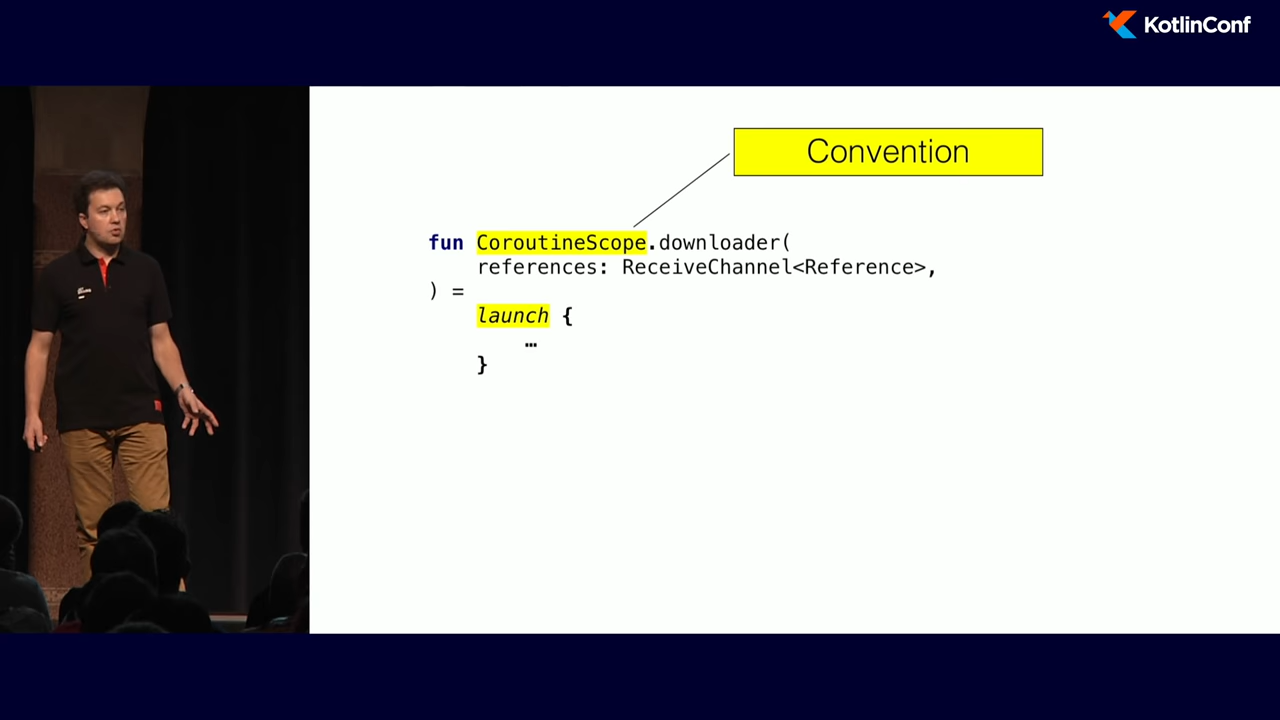 KotlinConf
Convention
fun CoroutineScope.downloader(
references: ReceiveChannel<Reference>,
) =
launch {
…
}